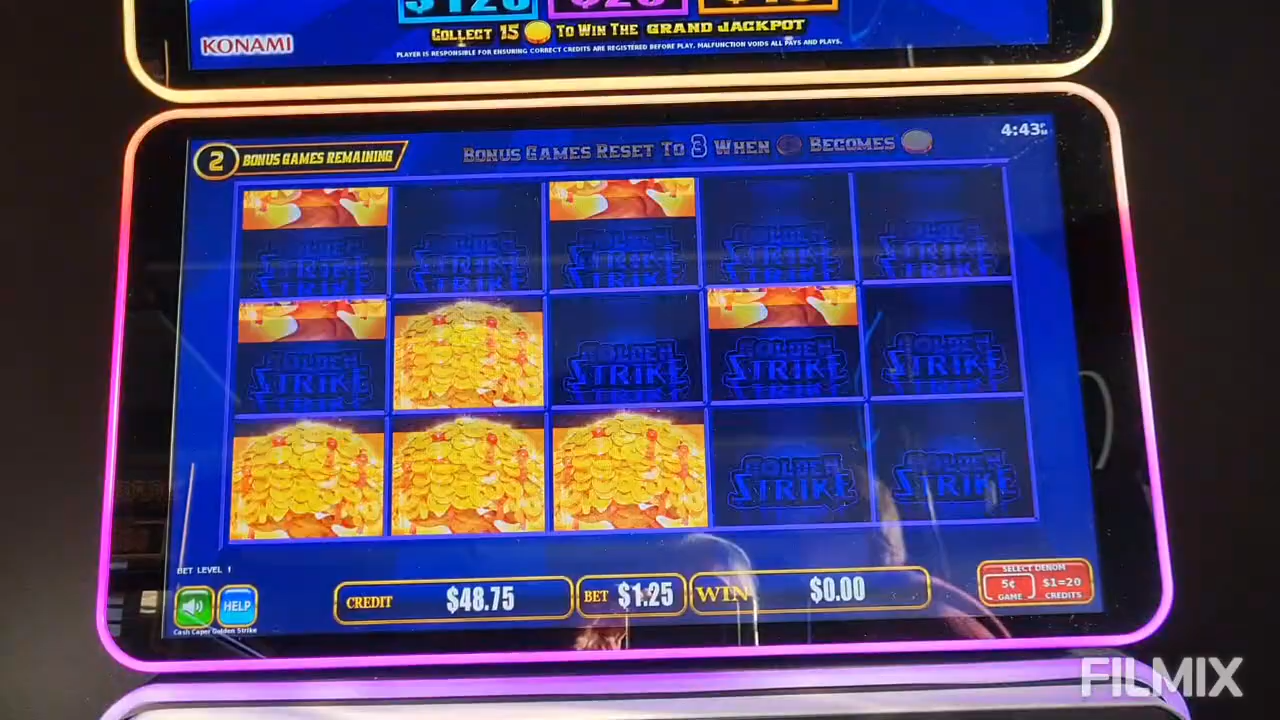 $120 $20
COLLECT 15 TO WIN THE GRAND JACKPOT
KONAMI
PLAYER IS RESPONSIBLE FOR ENSURING CORRECT CREDITS ARE REGISTERED BEFORE PLAY. MALFUNCTION VOIDS ALL PAYS AND PLAYS.
4:43 PM
2 BONUS GAMES REMAINING
BONUS GAMES RESET TO 3 WHEN BECOMES
GOLDEN STRIKE GOLDEN STRIKE GOLDEN STRIKE GOLDEN STRIKE GOLDEN STRIKE
GOLDEN STRIKE GOLDEN STRIKE GOLDEN STRIKE GOLDEN STRIKE
GOLDEN STRIKE GOLDEN STRIKE
BET LEVEL 1
HELP
Cash Caper Golden Strike
CREDIT $48.75
BET $1.25
WIN $0.00
SELECT DENOM
5¢ GAME
$1=20 CREDITS
FILMIX